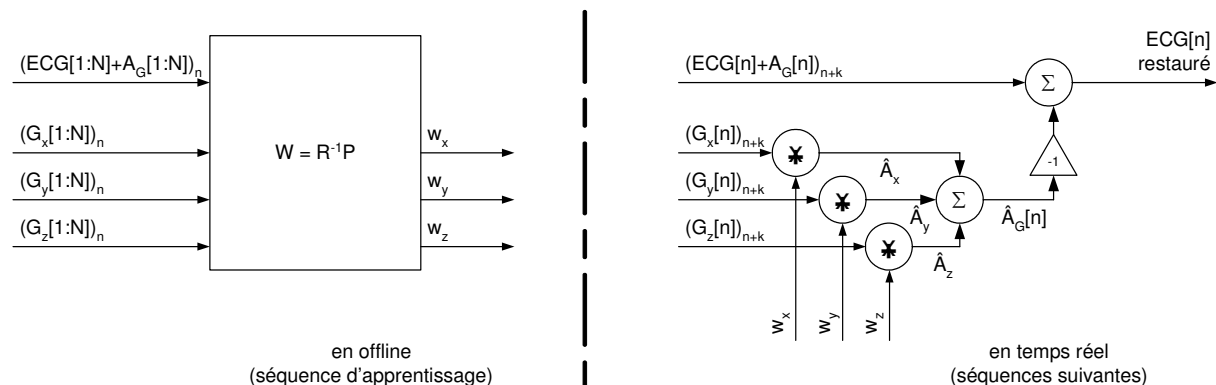 (ECG[1:N]+A_G[1:N])_n
(G_x[1:N])_n
(G_y[1:N])_n
(G_z[1:N])_n
W = R^-1P
w_x
w_y
w_z
en offline
(séquence d'apprentissage)
(ECG[n]+A_G[n])_n+k
(G_x[n])_n+k
(G_y[n])_n+k
(G_z[n])_n+k
Â_x
Â_y
Â_z
Σ
Â_G[n]
-1
Σ
ECG[n]
restauré
w_x
w_y
w_z
en temps réel
(séquences suivantes)